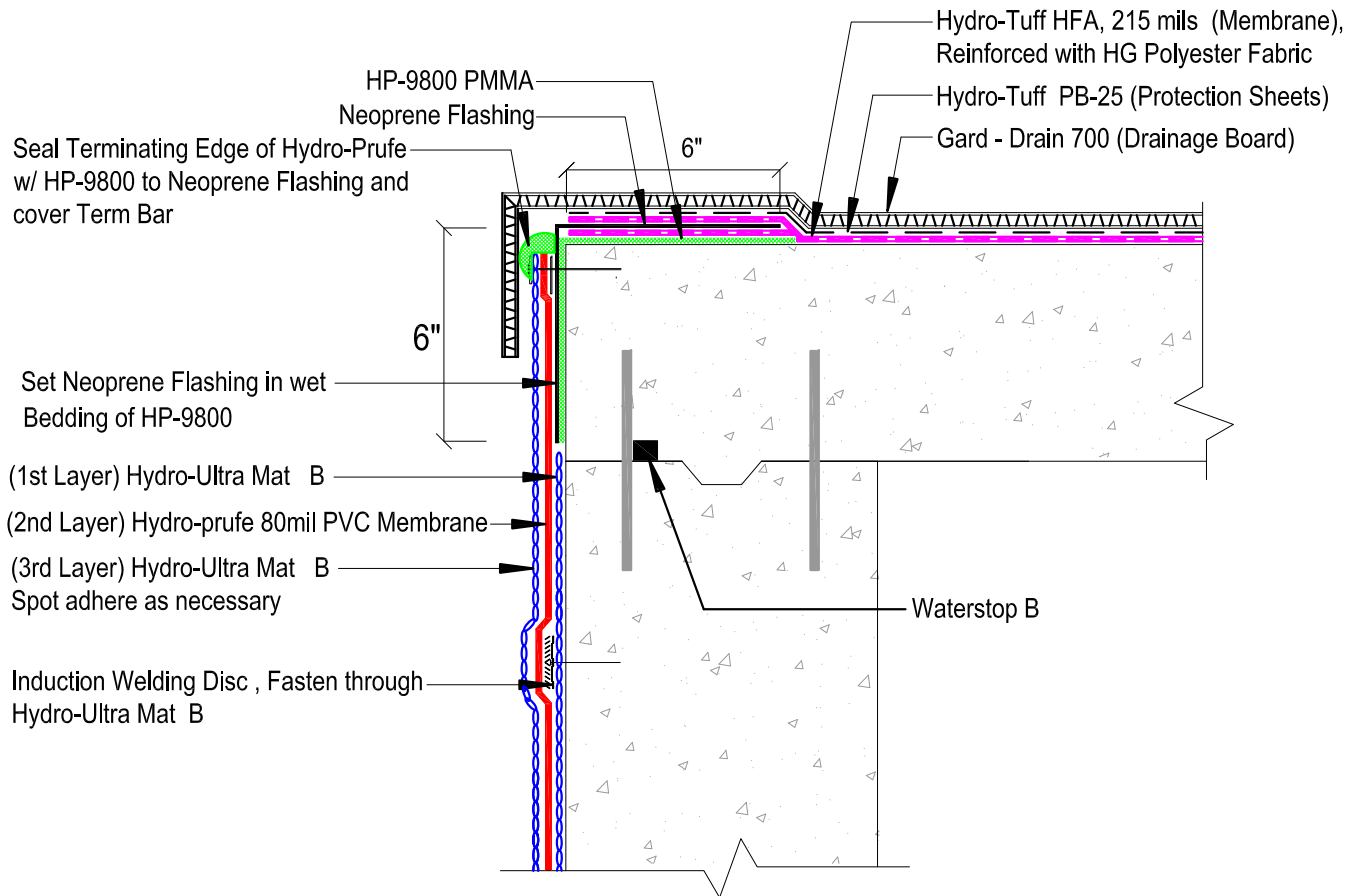 Hydro-Tuff HFA, 215 mils (Membrane),
Reinforced with HG Polyester Fabric
HP-9800 PMMA
Hydro-Tuff PB-25 (Protection Sheets)
Neoprene Flashing
Gard - Drain 700 (Drainage Board)
Seal Terminating Edge of Hydro-Prufe
w/ HP-9800 to Neoprene Flashing and
cover Term Bar
6"
6"
Set Neoprene Flashing in wet
Bedding of HP-9800
(1st Layer) Hydro-Ultra Mat B
(2nd Layer) Hydro-prufe 80mil PVC Membrane
(3rd Layer) Hydro-Ultra Mat B
Spot adhere as necessary
Waterstop B
Induction Welding Disc , Fasten through
Hydro-Ultra Mat B